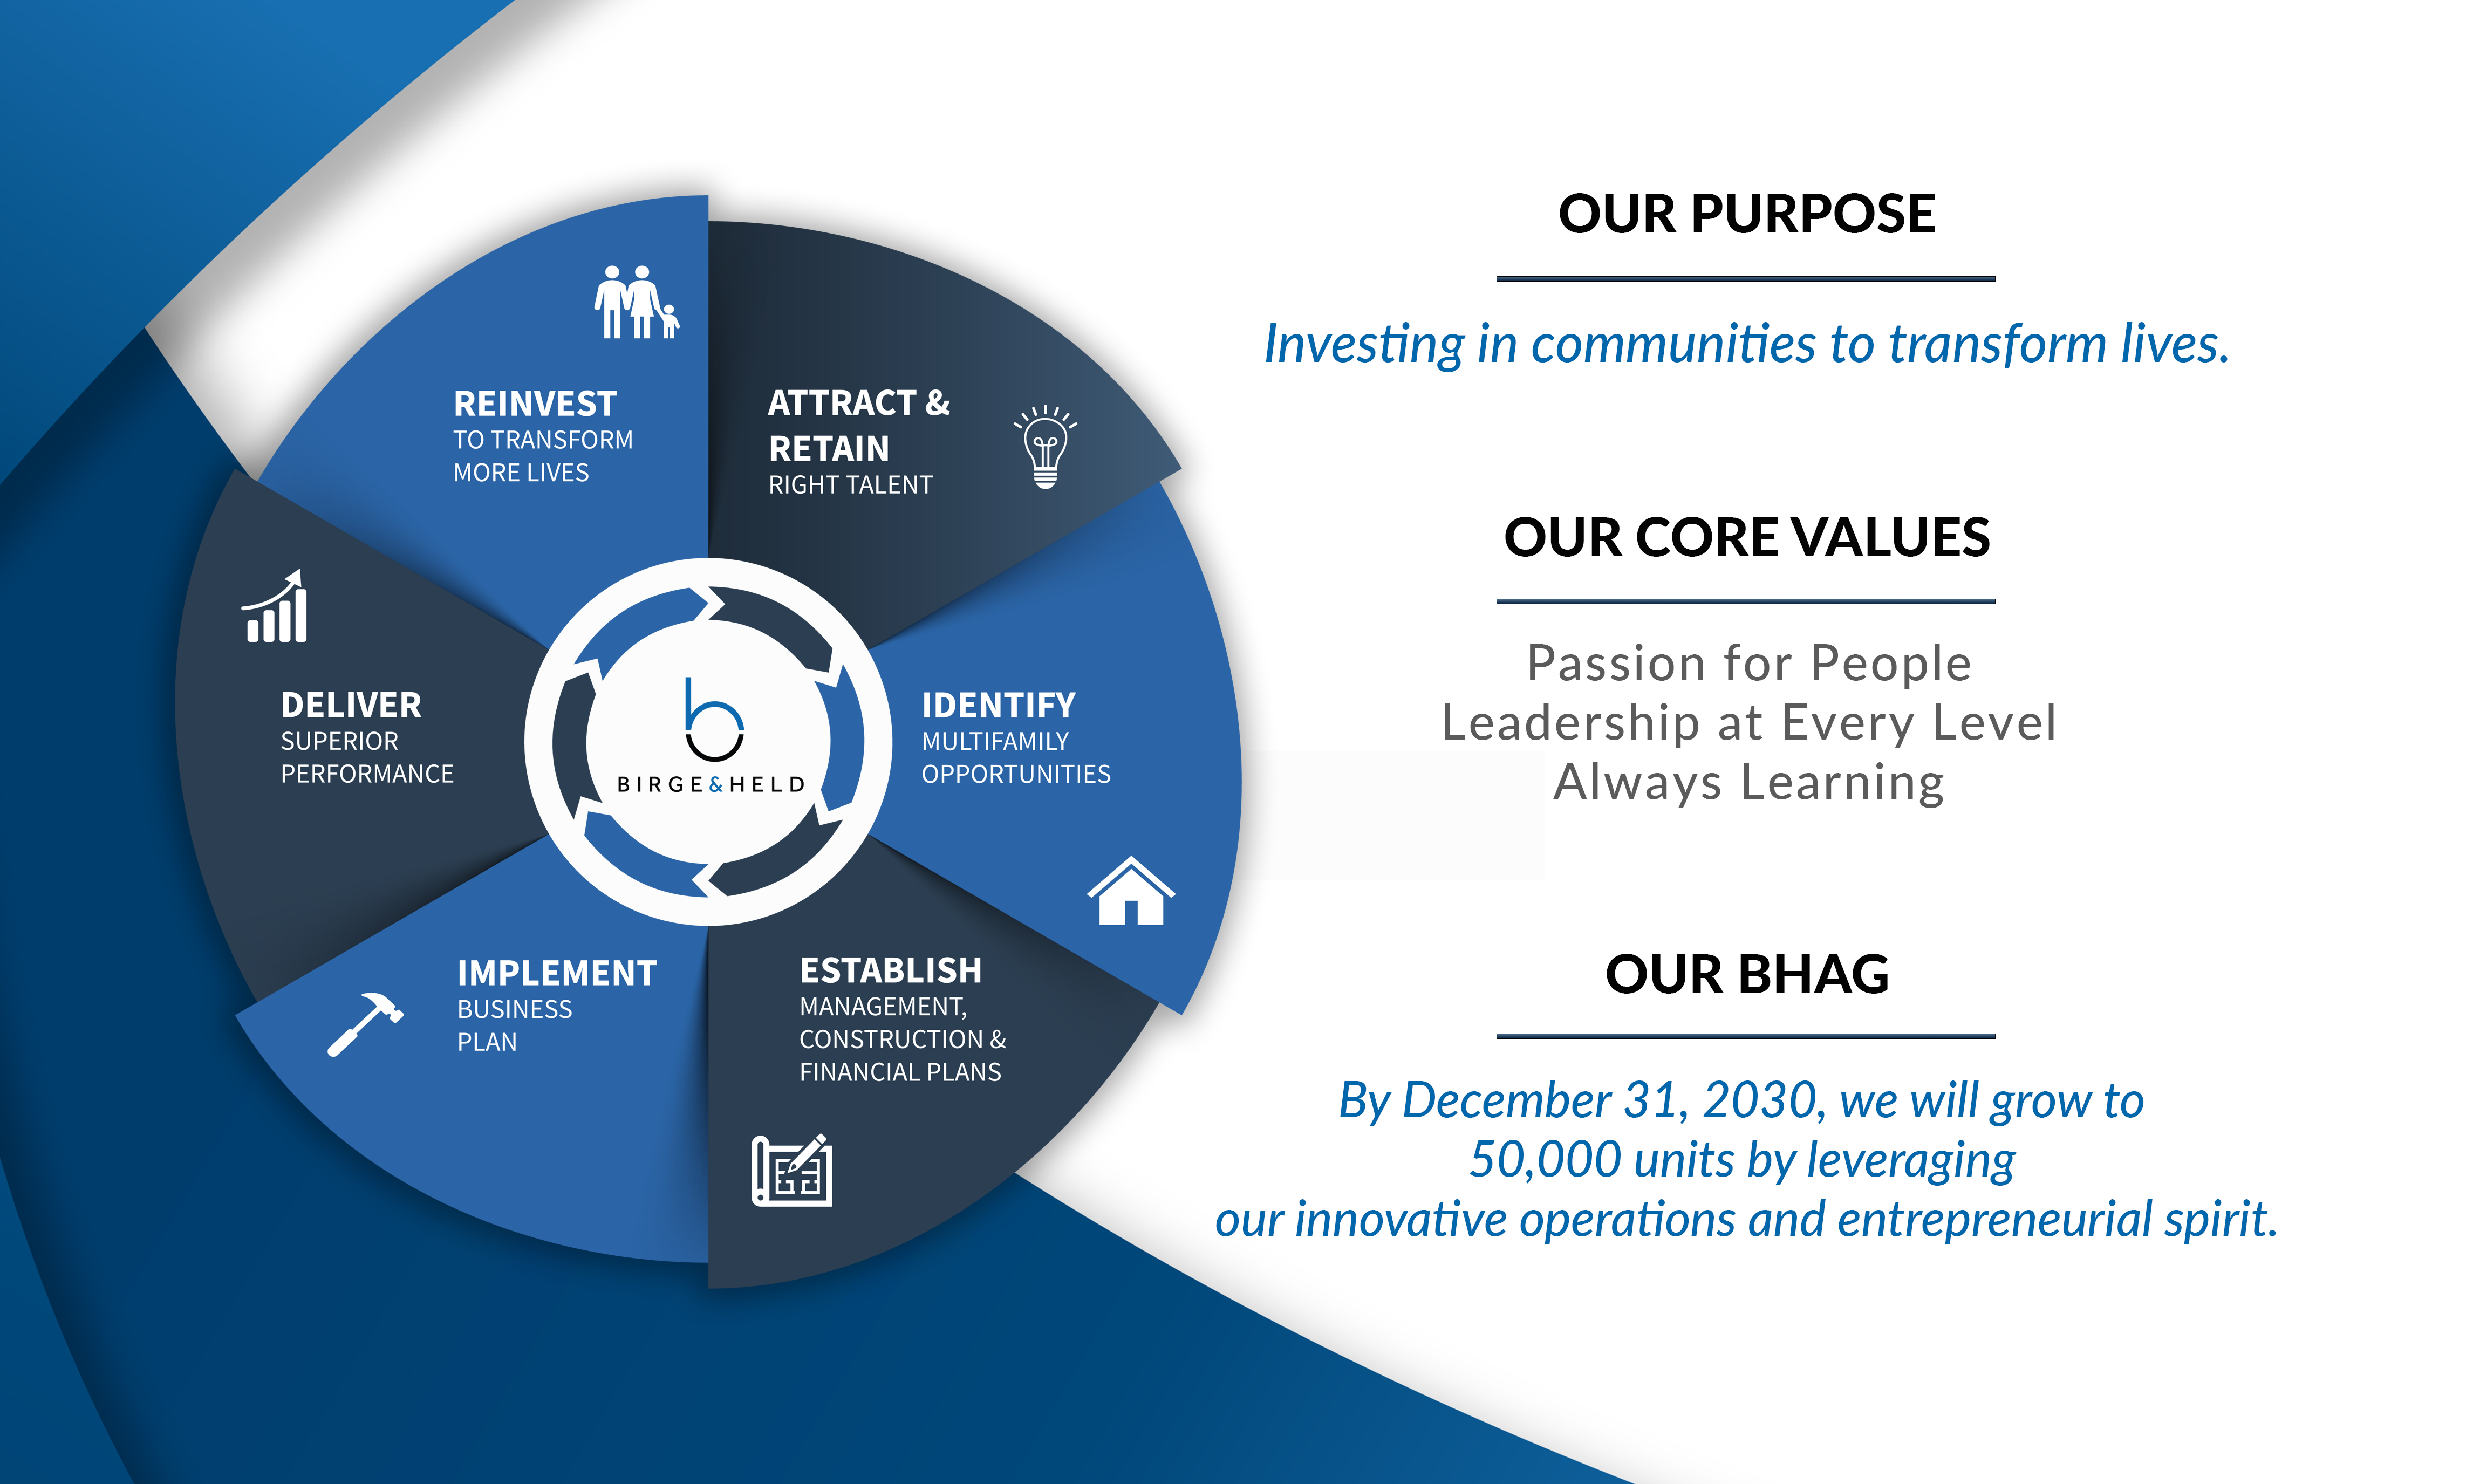 REINVEST
TO TRANSFORM
MORE LIVES
ATTRACT &
RETAIN
RIGHT TALENT
IDENTIFY
MULTIFAMILY
OPPORTUNITIES
ESTABLISH
MANAGEMENT,
CONSTRUCTION &
FINANCIAL PLANS
IMPLEMENT
BUSINESS
PLAN
DELIVER
SUPERIOR
PERFORMANCE
b
BIRGE&HELD
OUR PURPOSE
Investing in communities to transform lives.
OUR CORE VALUES
Passion for People
Leadership at Every Level
Always Learning
OUR BHAG
By December 31, 2030, we will grow to
50,000 units by leveraging
our innovative operations and entrepreneurial spirit.